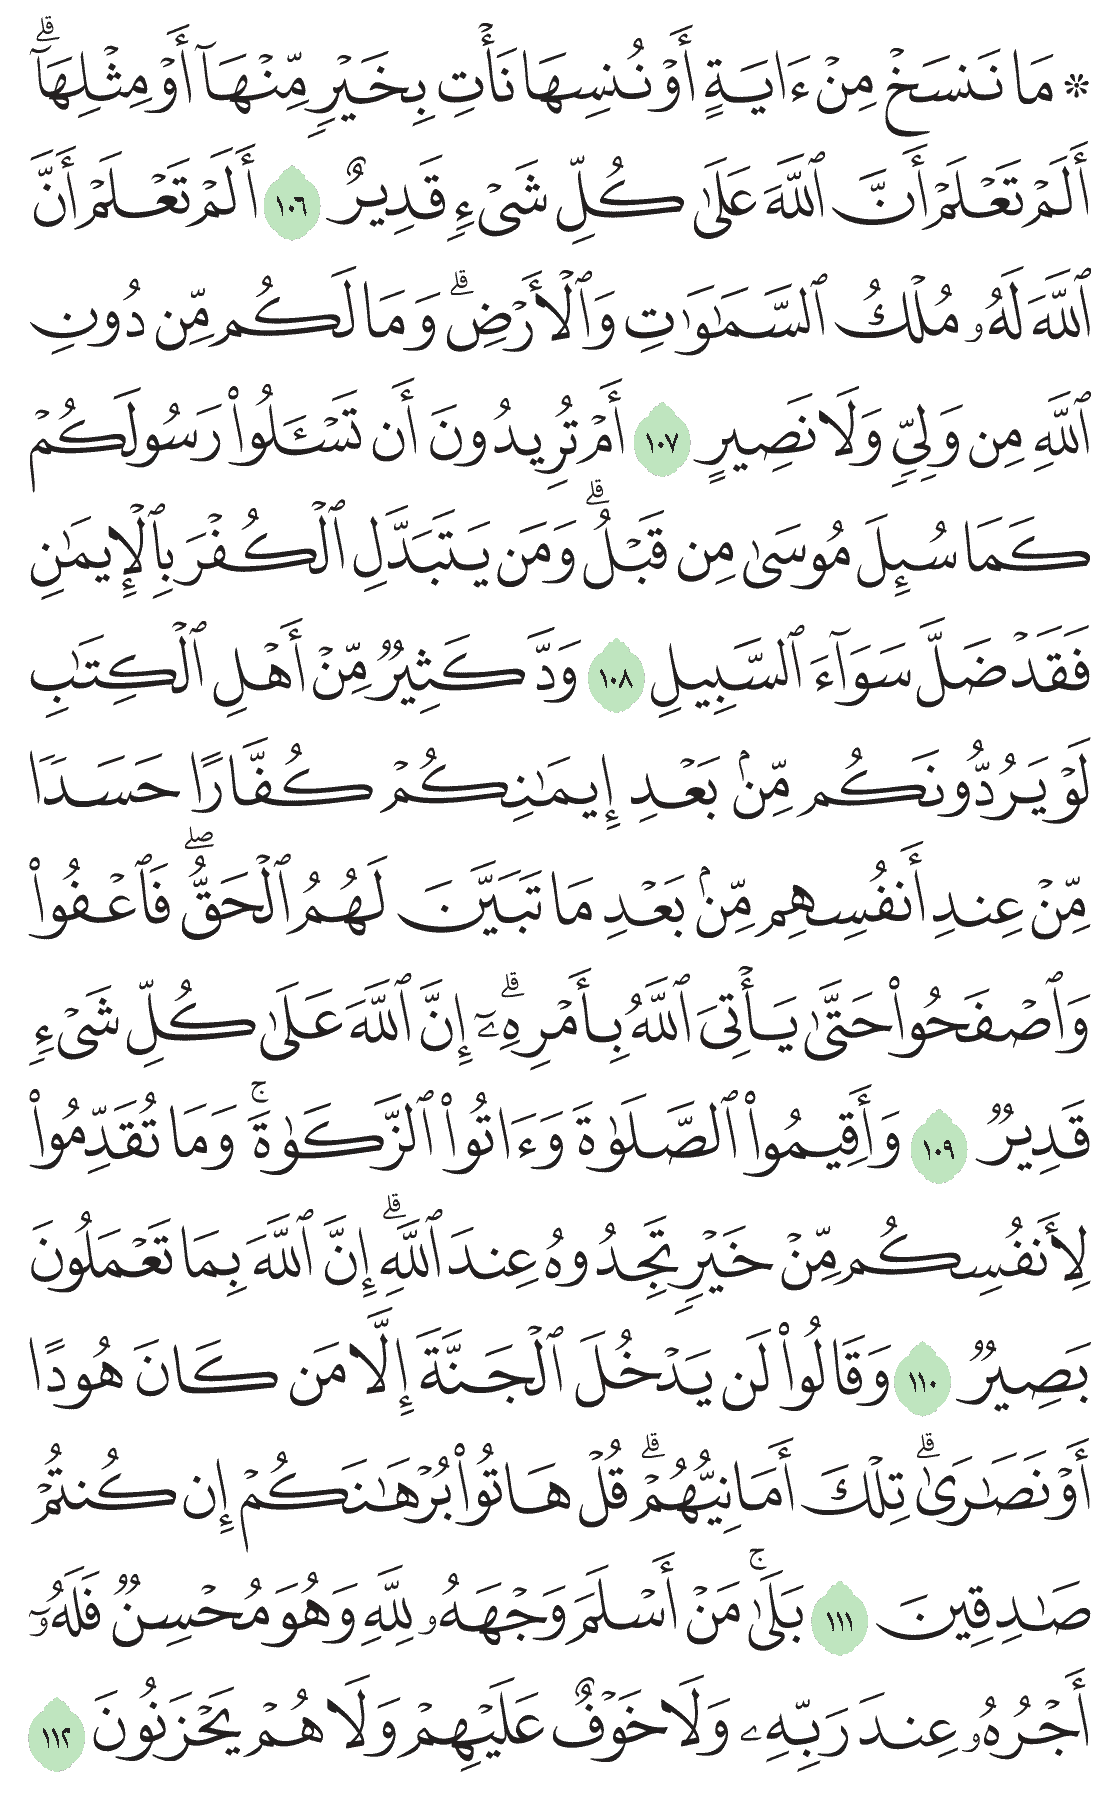 ۞ مَا نَنسَخۡ مِنۡ ءَايَةٍ أَوۡ نُنسِهَا نَأۡتِ بِخَيۡرٖ مِّنۡهَآ أَوۡ مِثۡلِهَآۗ
أَلَمۡ تَعۡلَمۡ أَنَّ ٱللَّهَ عَلَىٰ كُلِّ شَيۡءٖ قَدِيرٌ ١٠٦ أَلَمۡ تَعۡلَمۡ أَنَّ
ٱللَّهَ لَهُۥ مُلۡكُ ٱلسَّمَٰوَٰتِ وَٱلۡأَرۡضِۗ وَمَا لَكُم مِّن دُونِ
ٱللَّهِ مِن وَلِيّٖ وَلَا نَصِيرٍ ١٠٧ أَمۡ تُرِيدُونَ أَن تَسۡـَٔلُواْ رَسُولَكُمۡ
كَمَا سُئِلَ مُوسَىٰ مِن قَبۡلُۗ وَمَن يَتَبَدَّلِ ٱلۡكُفۡرَ بِٱلۡإِيمَٰنِ
فَقَدۡ ضَلَّ سَوَآءَ ٱلسَّبِيلِ ١٠٨ وَدَّ كَثِيرٞ مِّنۡ أَهۡلِ ٱلۡكِتَٰبِ
لَوۡ يَرُدُّونَكُم مِّنۢ بَعۡدِ إِيمَٰنِكُمۡ كُفَّارًا حَسَدٗا
مِّنۡ عِندِ أَنفُسِهِم مِّنۢ بَعۡدِ مَا تَبَيَّنَ لَهُمُ ٱلۡحَقُّۖ فَٱعۡفُواْ
وَٱصۡفَحُواْ حَتَّىٰ يَأۡتِيَ ٱللَّهُ بِأَمۡرِهِۦٓۗ إِنَّ ٱللَّهَ عَلَىٰ كُلِّ شَيۡءٖ
قَدِيرٞ ١٠٩ وَأَقِيمُواْ ٱلصَّلَوٰةَ وَءَاتُواْ ٱلزَّكَوٰةَۚ وَمَا تُقَدِّمُواْ
لِأَنفُسِكُم مِّنۡ خَيۡرٖ تَجِدُوهُ عِندَ ٱللَّهِۗ إِنَّ ٱللَّهَ بِمَا تَعۡمَلُونَ
بَصِيرٞ ١١٠ وَقَالُواْ لَن يَدۡخُلَ ٱلۡجَنَّةَ إِلَّا مَن كَانَ هُودًا
أَوۡ نَصَٰرَىٰۗ تِلۡكَ أَمَانِيُّهُمۡۗ قُلۡ هَاتُواْ بُرۡهَٰنَكُمۡ إِن كُنتُمۡ
صَٰدِقِينَ ١١١ بَلَىٰۚ مَنۡ أَسۡلَمَ وَجۡهَهُۥ لِلَّهِ وَهُوَ مُحۡسِنٞ فَلَهُۥٓ
أَجۡرُهُۥ عِندَ رَبِّهِۦ وَلَا خَوۡفٌ عَلَيۡهِمۡ وَلَا هُمۡ يَحۡزَنُونَ ١١٢